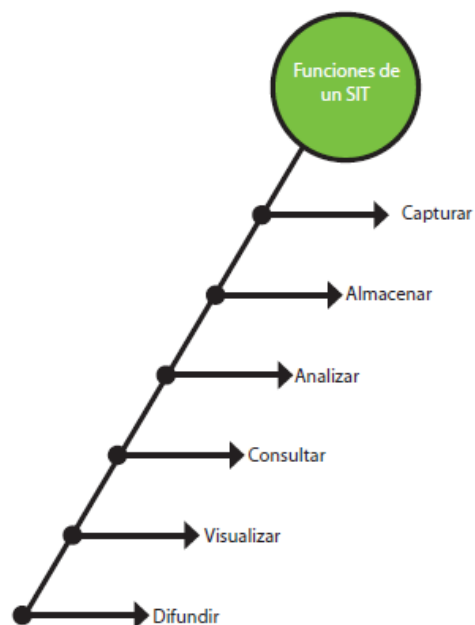 Funciones de
un SIT
Capturar
Almacenar
Analizar
Consultar
Visualizar
Difundir